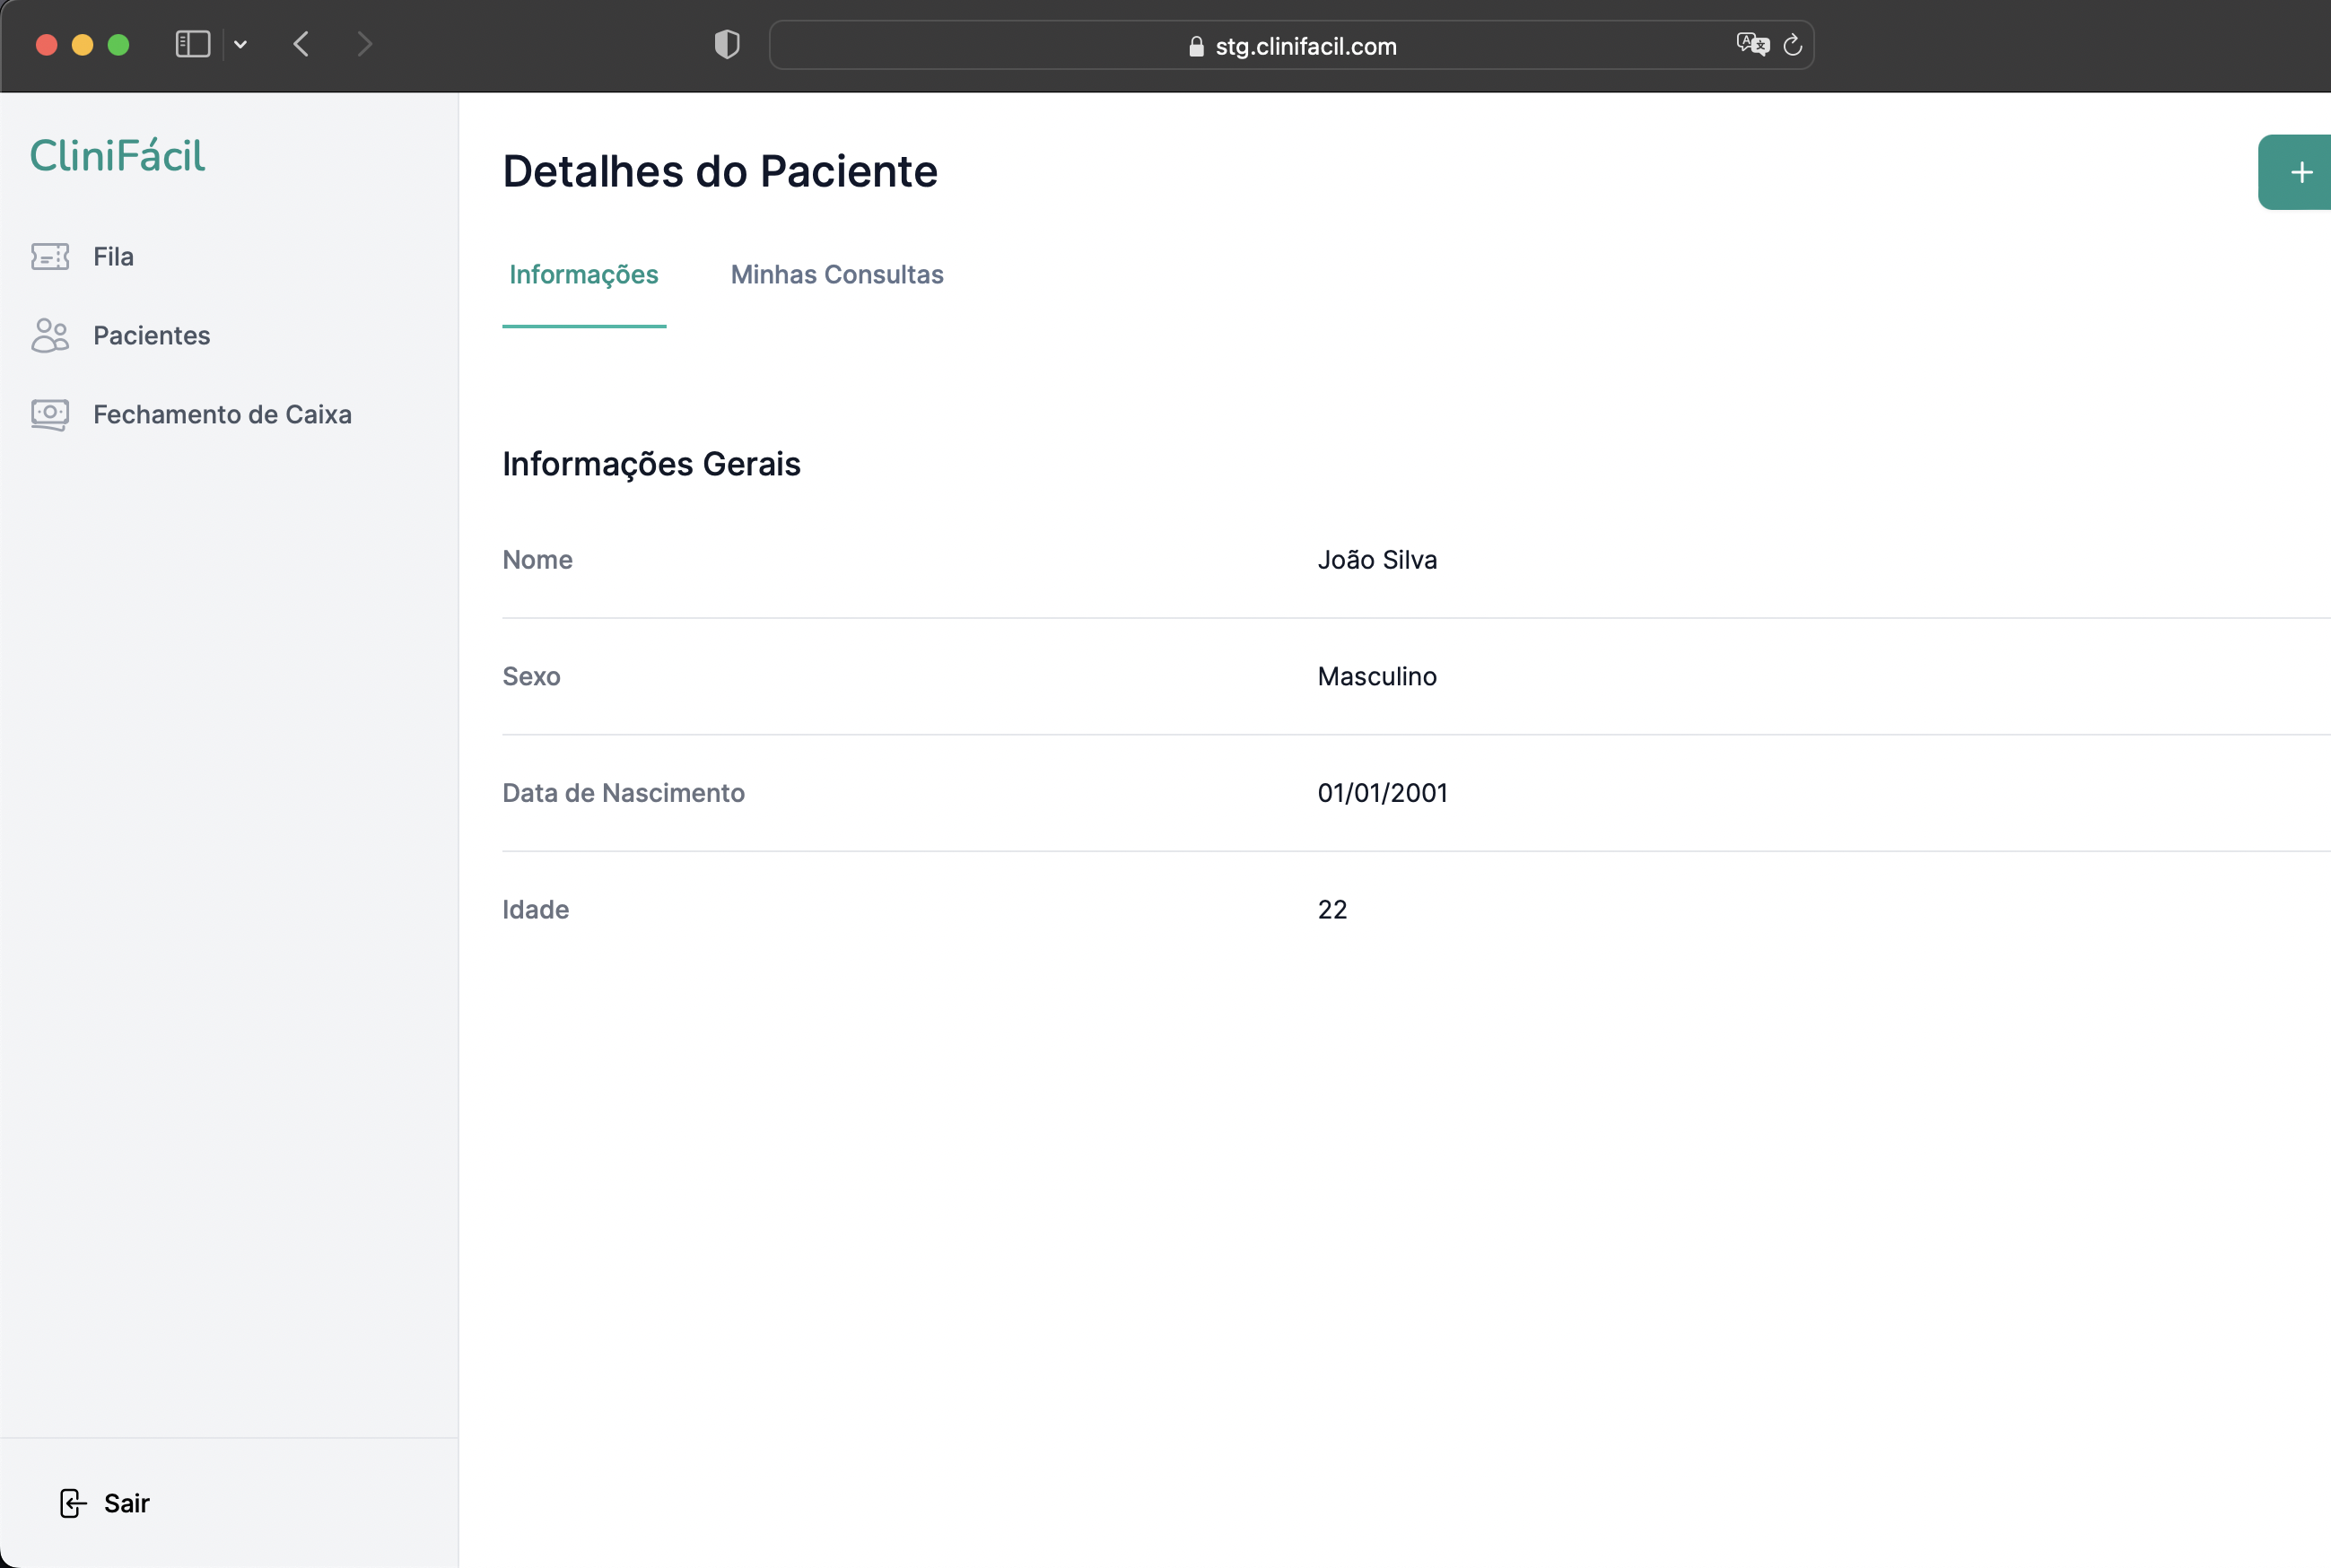 stg.clinifacil.com
CliniFácil
Fila
Pacientes
Fechamento de Caixa
Sair
Detalhes do Paciente
Informações
Minhas Consultas
Informações Gerais
Nome
João Silva
Sexo
Masculino
Data de Nascimento
01/01/2001
Idade
22